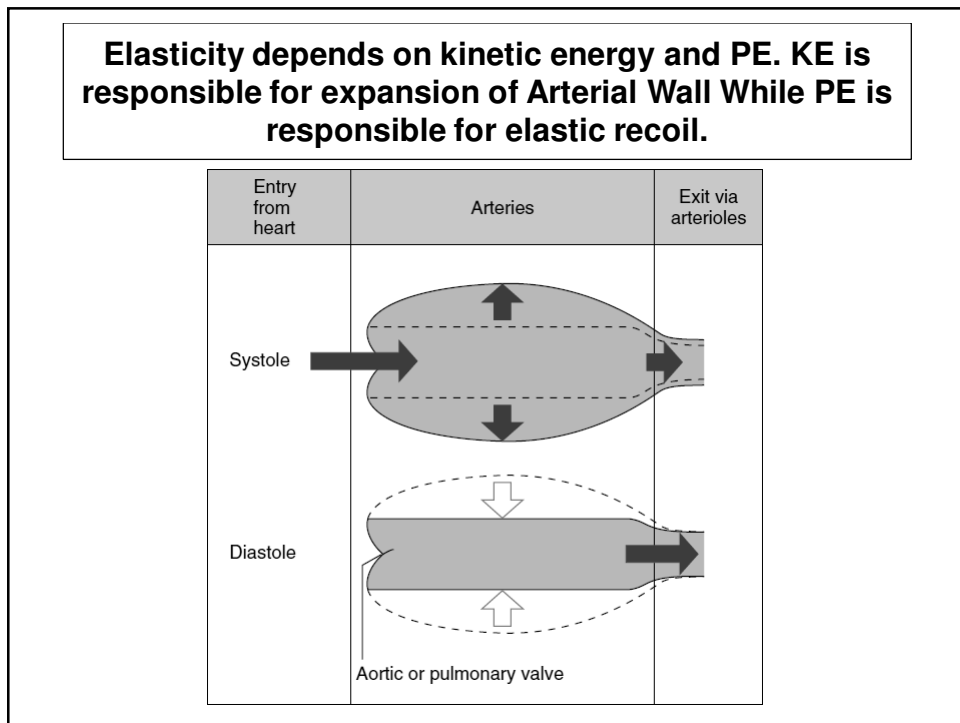 Elasticity depends on kinetic energy and PE. KE is
responsible for expansion of Arterial Wall While PE is
responsible for elastic recoil.
Entry
from
heart
Arteries
Exit via
arterioles
Systole
Diastole
Aortic or pulmonary valve